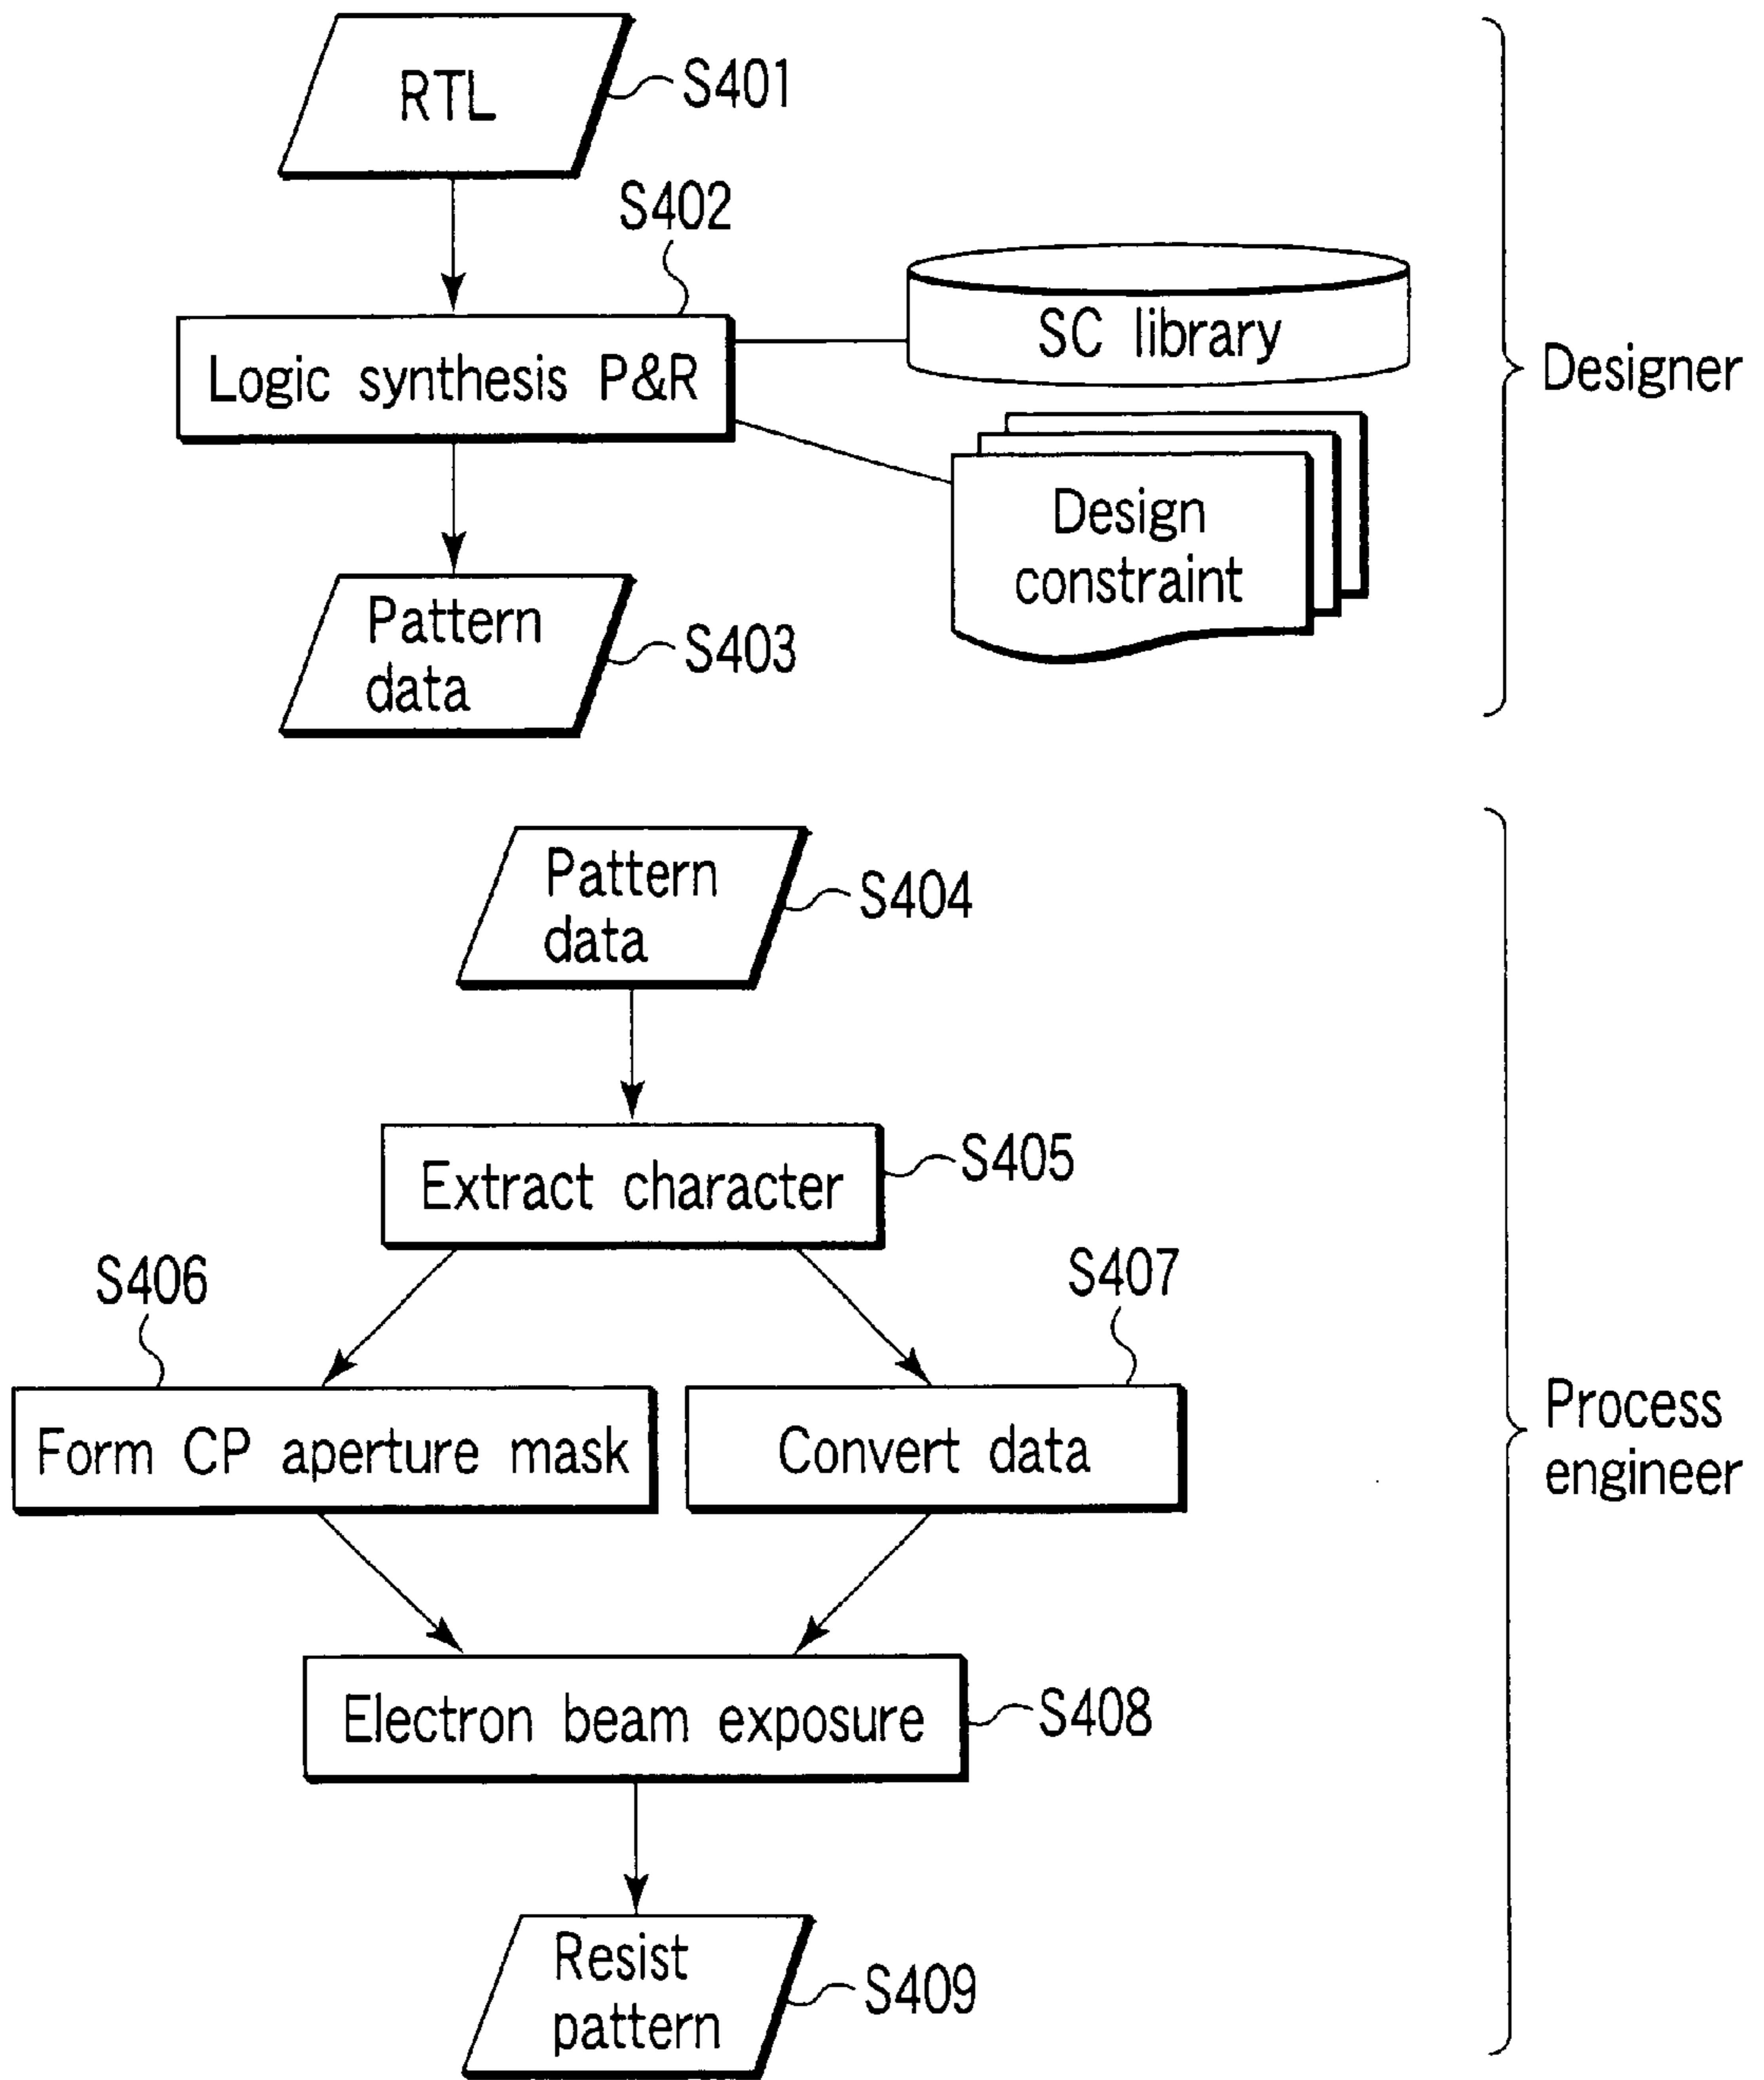 RTL
S401
S402
SC library
Logic synthesis P&R
Designer
Design
constraint
Pattern
data
S403
Pattern
data
S404
Extract character
S405
S406
S407
Form CP aperture mask
Convert data
Process
engineer
Electron beam exposure
S408
Resist
pattern
S409